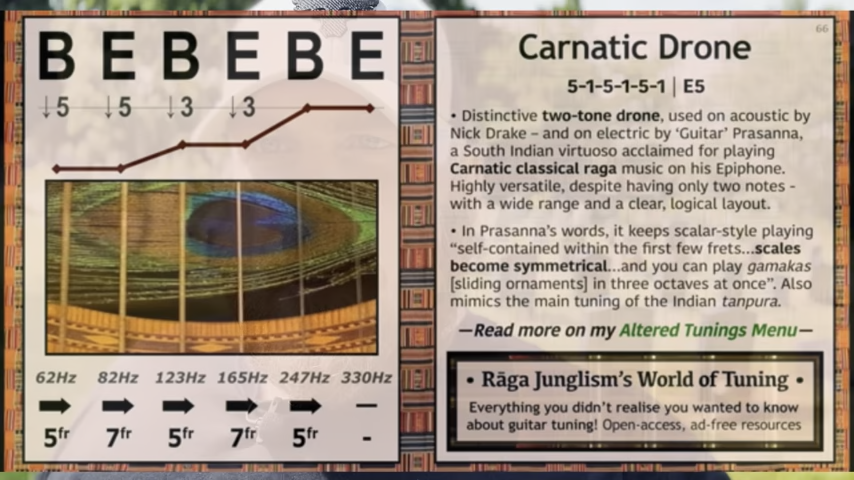 B E B E B E
↓5 ↓5 ↓3 ↓3
62Hz 82Hz 123Hz 165Hz 247Hz 330Hz
5fr 7fr 5fr 7fr 5fr -
66
Carnatic Drone
5-1-5-1-5-1 | E5
• Distinctive two-tone drone, used on acoustic by
Nick Drake – and on electric by ‘Guitar’ Prasanna,
a South Indian virtuoso acclaimed for playing
Carnatic classical raga music on his Epiphone.
Highly versatile, despite having only two notes -
with a wide range and a clear, logical layout.
• In Prasanna’s words, it keeps scalar-style playing
“self-contained within the first few frets...scales
become symmetrical...and you can play gamakas
[sliding ornaments] in three octaves at once”. Also
mimics the main tuning of the Indian tanpura.
—Read more on my Altered Tunings Menu—
• Rāga Junglism’s World of Tuning •
Everything you didn’t realise you wanted to know
about guitar tuning! Open-access, ad-free resources